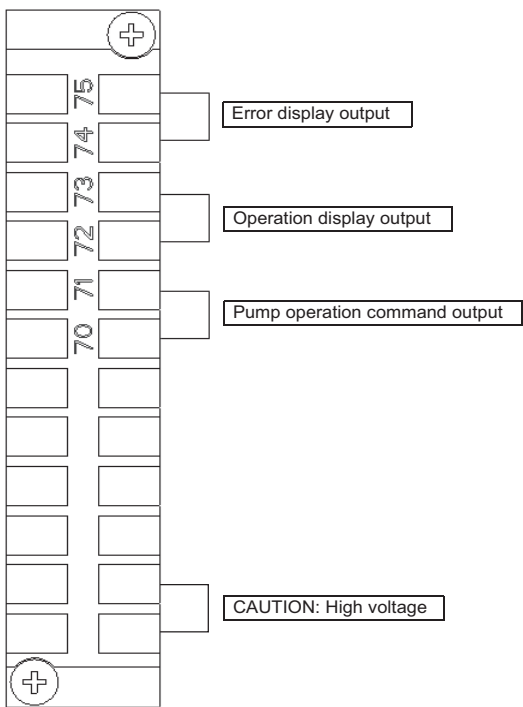 75
Error display output
74
73
Operation display output
72
71
Pump operation command output
70
CAUTION: High voltage